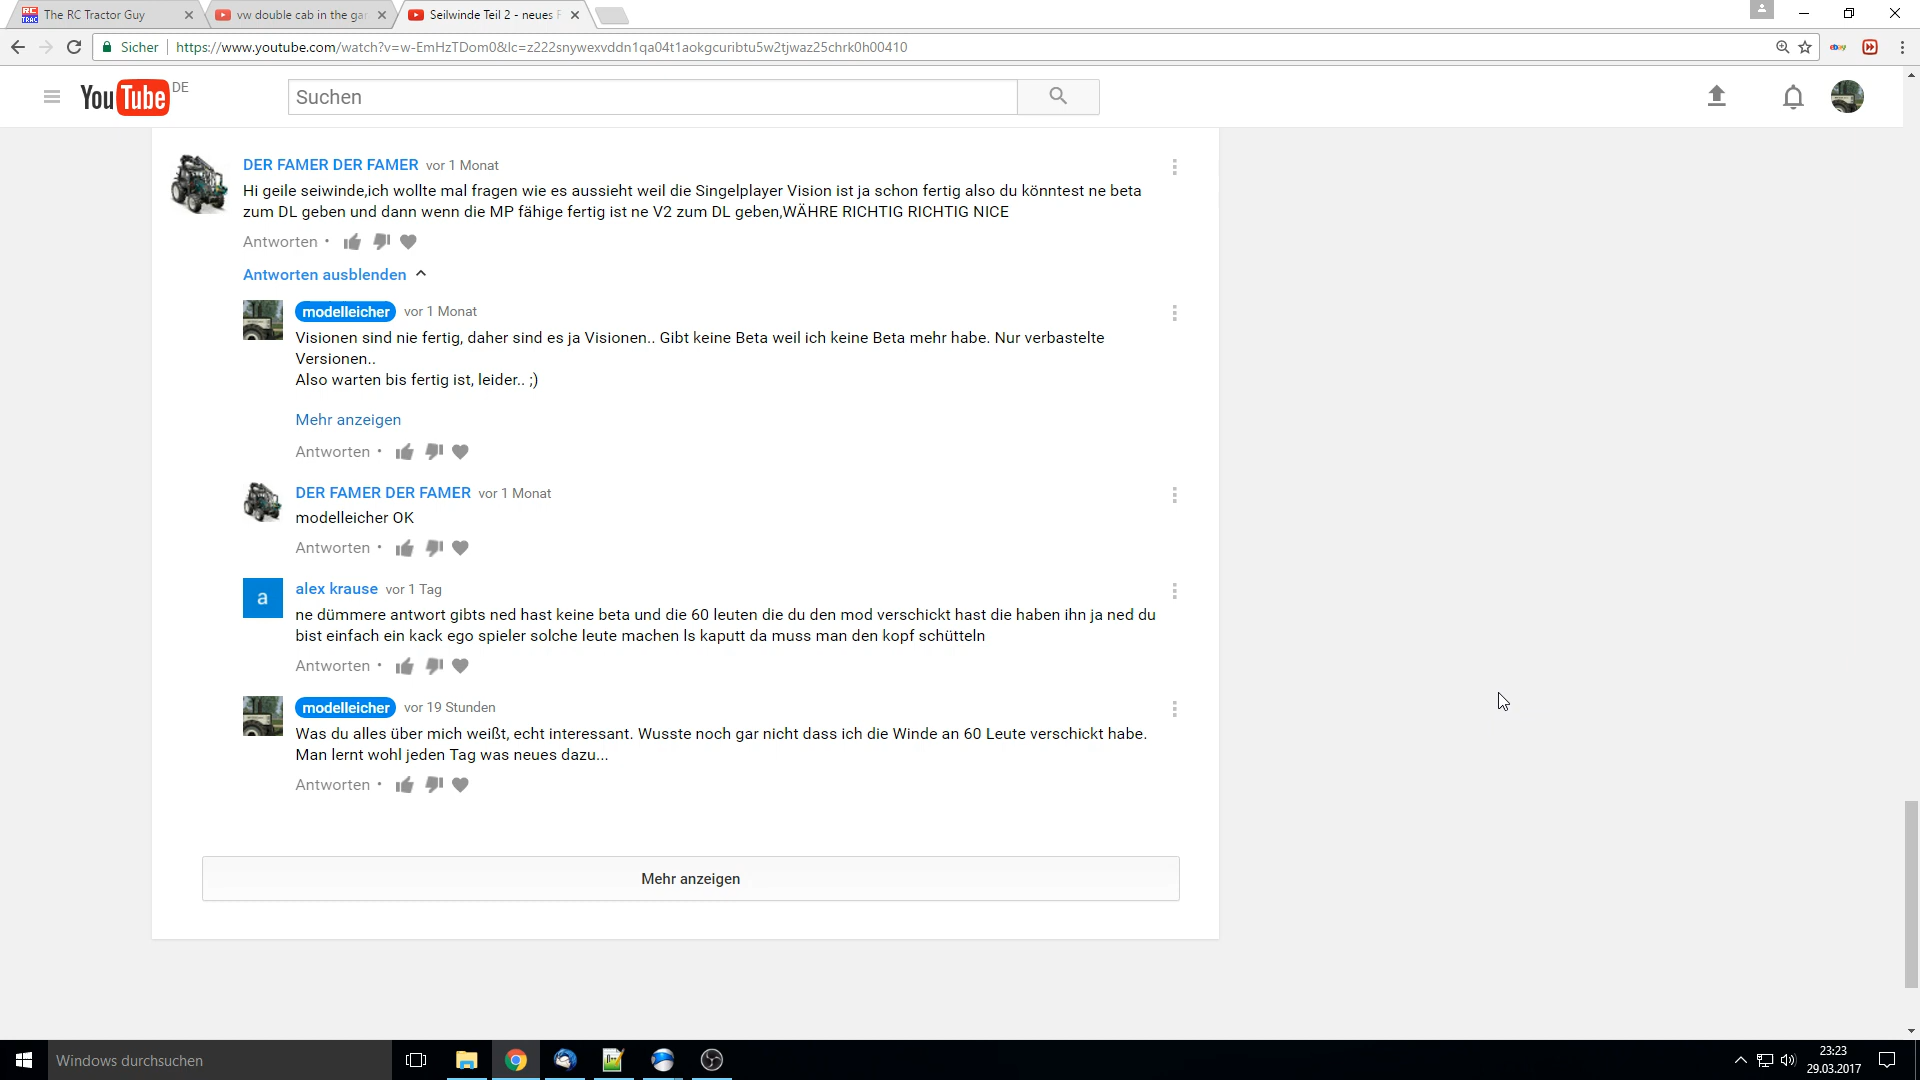 The RC Tractor Guy
vw double cab in the gar
Seilwinde Teil 2 - neues F
Sicher
https://www.youtube.com/watch?v=w-EmHzTDom0&lc=z222snywexvddn1qa04t1aokgcuribtu5w2tjwaz25chrk0h00410
YouTube DE
Suchen
DER FAMER DER FAMER vor 1 Monat
Hi geile seiwinde,ich wollte mal fragen wie es aussieht weil die Singelplayer Vision ist ja schon fertig also du könntest ne beta
zum DL geben und dann wenn die MP fähige fertig ist ne V2 zum DL geben,WÄHRE RICHTIG RICHTIG NICE
Antworten •
Antworten ausblenden
modelleicher vor 1 Monat
Visionen sind nie fertig, daher sind es ja Visionen.. Gibt keine Beta weil ich keine Beta mehr habe. Nur verbastelte
Versionen..
Also warten bis fertig ist, leider.. ;)
Mehr anzeigen
Antworten •
DER FAMER DER FAMER vor 1 Monat
modelleicher OK
Antworten •
a
alex krause vor 1 Tag
ne dümmere antwort gibts ned hast keine beta und die 60 leuten die du den mod verschickt hast die haben ihn ja ned du
bist einfach ein kack ego spieler solche leute machen ls kaputt da muss man den kopf schütteln
Antworten •
modelleicher vor 19 Stunden
Was du alles über mich weißt, echt interessant. Wusste noch gar nicht dass ich die Winde an 60 Leute verschickt habe.
Man lernt wohl jeden Tag was neues dazu...
Antworten •
Mehr anzeigen
Windows durchsuchen
23:23
29.03.2017